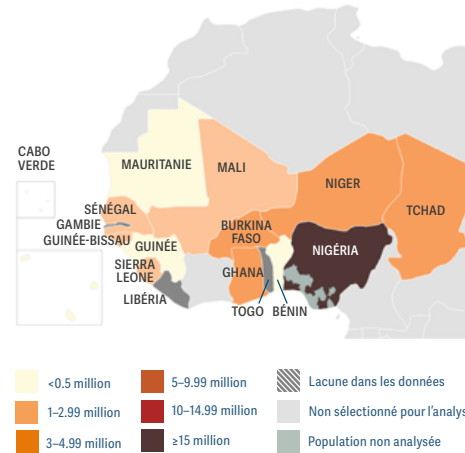 CABO
VERDE
MAURITANIE
MALI
NIGER
TCHAD
SÉNÉGAL
GAMBIE
GUINÉE-BISSAU
GUINÉE
BURKINA
FASO
NIGÉRIA
SIERRA
LEONE
GHANA
LIBÉRIA
TOGO
BÉNIN
<0.5 million
5–9.99 million
Lacune dans les données
1–2.99 million
10–14.99 million
Non sélectionné pour l'analys
3–4.99 million
≥15 million
Population non analysée